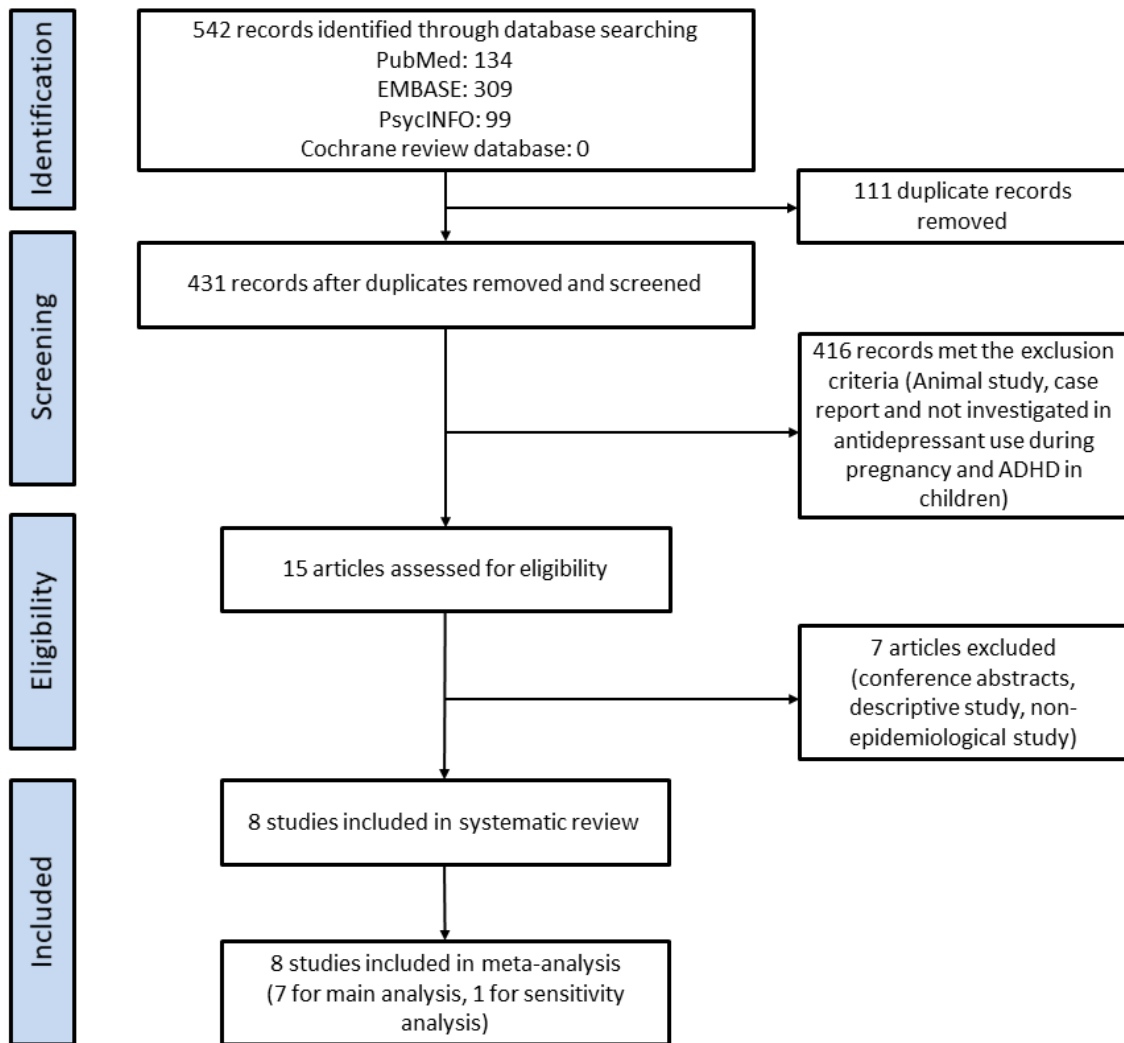 Identification
542 records identified through database searching
PubMed: 134
EMBASE: 309
PsycINFO: 99
Cochrane review database: 0
111 duplicate records
removed
Screening
431 records after duplicates removed and screened
416 records met the exclusion
criteria (Animal study, case
report and not investigated in
antidepressant use during
pregnancy and ADHD in
children)
Eligibility
15 articles assessed for eligibility
7 articles excluded
(conference abstracts,
descriptive study, non-
epidemiological study)
Included
8 studies included in systematic review
8 studies included in meta-analysis
(7 for main analysis, 1 for sensitivity
analysis)